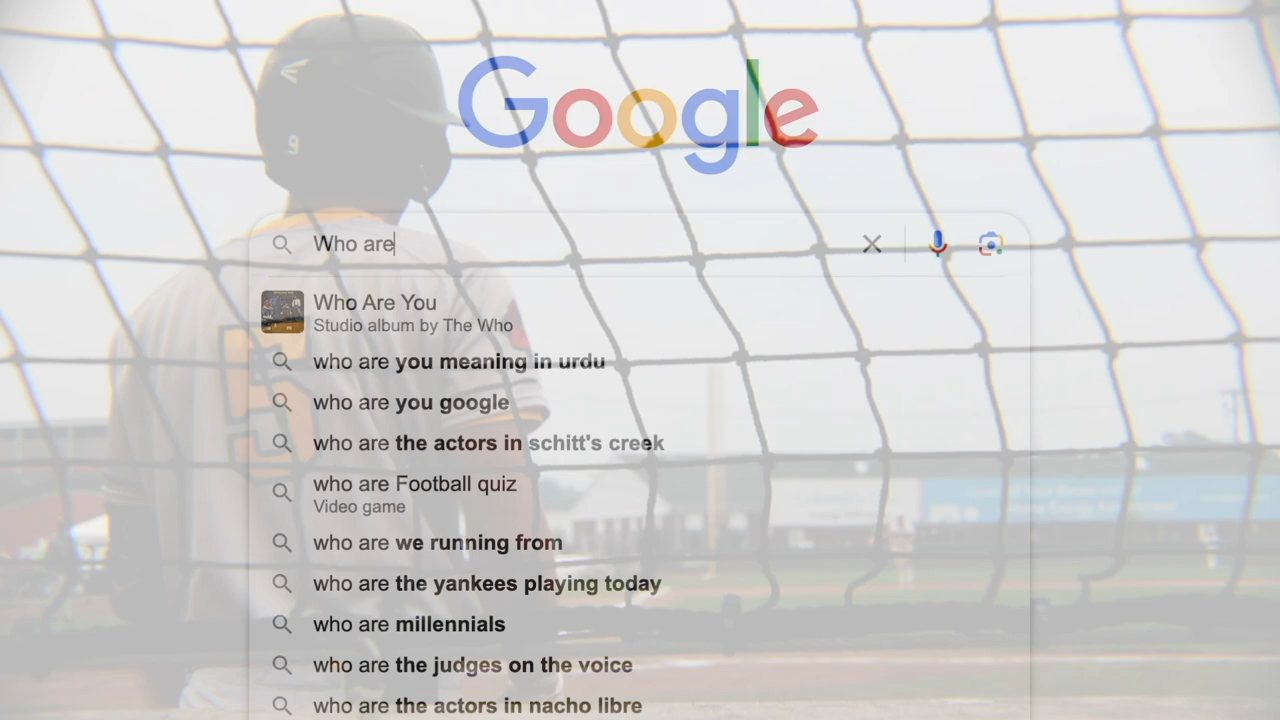 Google
9
Who are
Who Are You
Studio album by The Who
who are you meaning in urdu
who are you google
who are the actors in schitt's creek
who are Football quiz
Video game
who are we running from
who are the yankees playing today
who are millennials
who are the judges on the voice
who are the actors in nacho libre